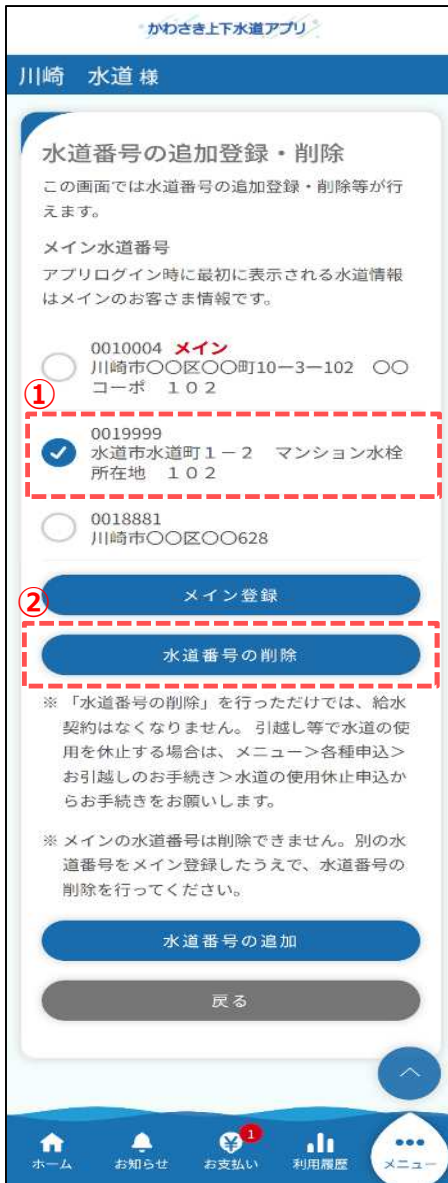 かわさき上下水道アプリ
川崎　水道 様
水道番号の追加登録・削除
この画面では水道番号の追加登録・削除等が行
えます。
メイン水道番号
アプリログイン時に最初に表示される水道情報
はメインのお客さま情報です。
0010004 メイン
川崎市〇〇区〇〇町10ー3ー102　〇〇
コーポ　１０２
①
0019999
水道市水道町１－２　マンション水栓
所在地　１０２
0018881
川崎市〇〇区〇〇628
メイン登録
②
水道番号の削除
※ 「水道番号の削除」を行っただけでは、給水
契約はなくなりません。引越し等で水道の使
用を休止する場合は、メニュー＞各種申込＞
お引越しのお手続き＞水道の使用休止申込か
らお手続きをお願いします。
※ メインの水道番号は削除できません。別の水
道番号をメイン登録したうえで、水道番号の
削除を行ってください。
水道番号の追加
戻る
1
ホーム　お知らせ　お支払い　利用履歴　メニュー